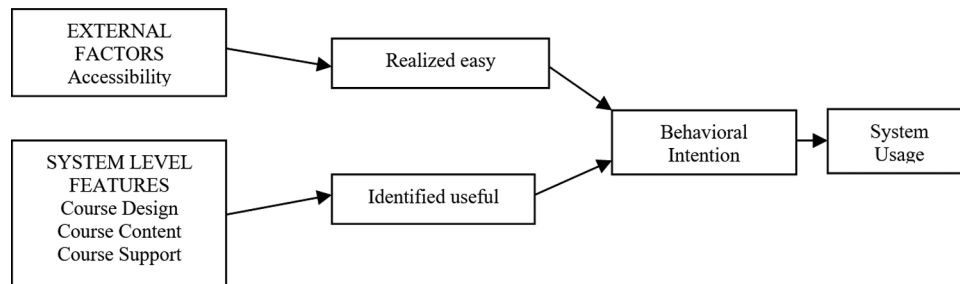 EXTERNAL
FACTORS
Accessibility
Realized easy
SYSTEM LEVEL
FEATURES
Course Design
Course Content
Course Support
Identified useful
Behavioral
Intention
System
Usage